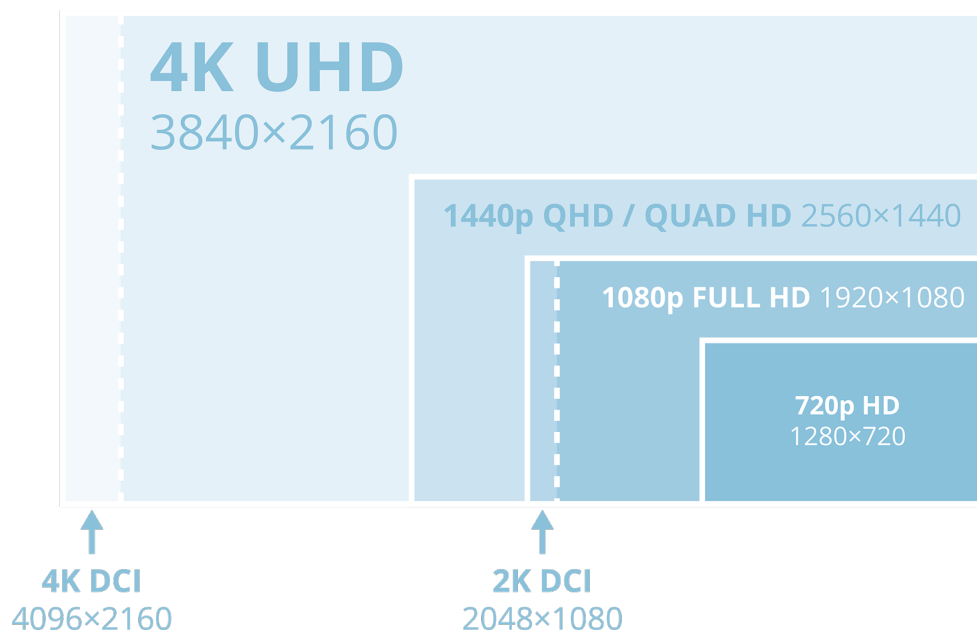 4K UHD
3840×2160
1440p QHD / QUAD HD 2560×1440
1080p FULL HD 1920×1080
720p HD
1280×720
4K DCI
4096×2160
2K DCI
2048×1080